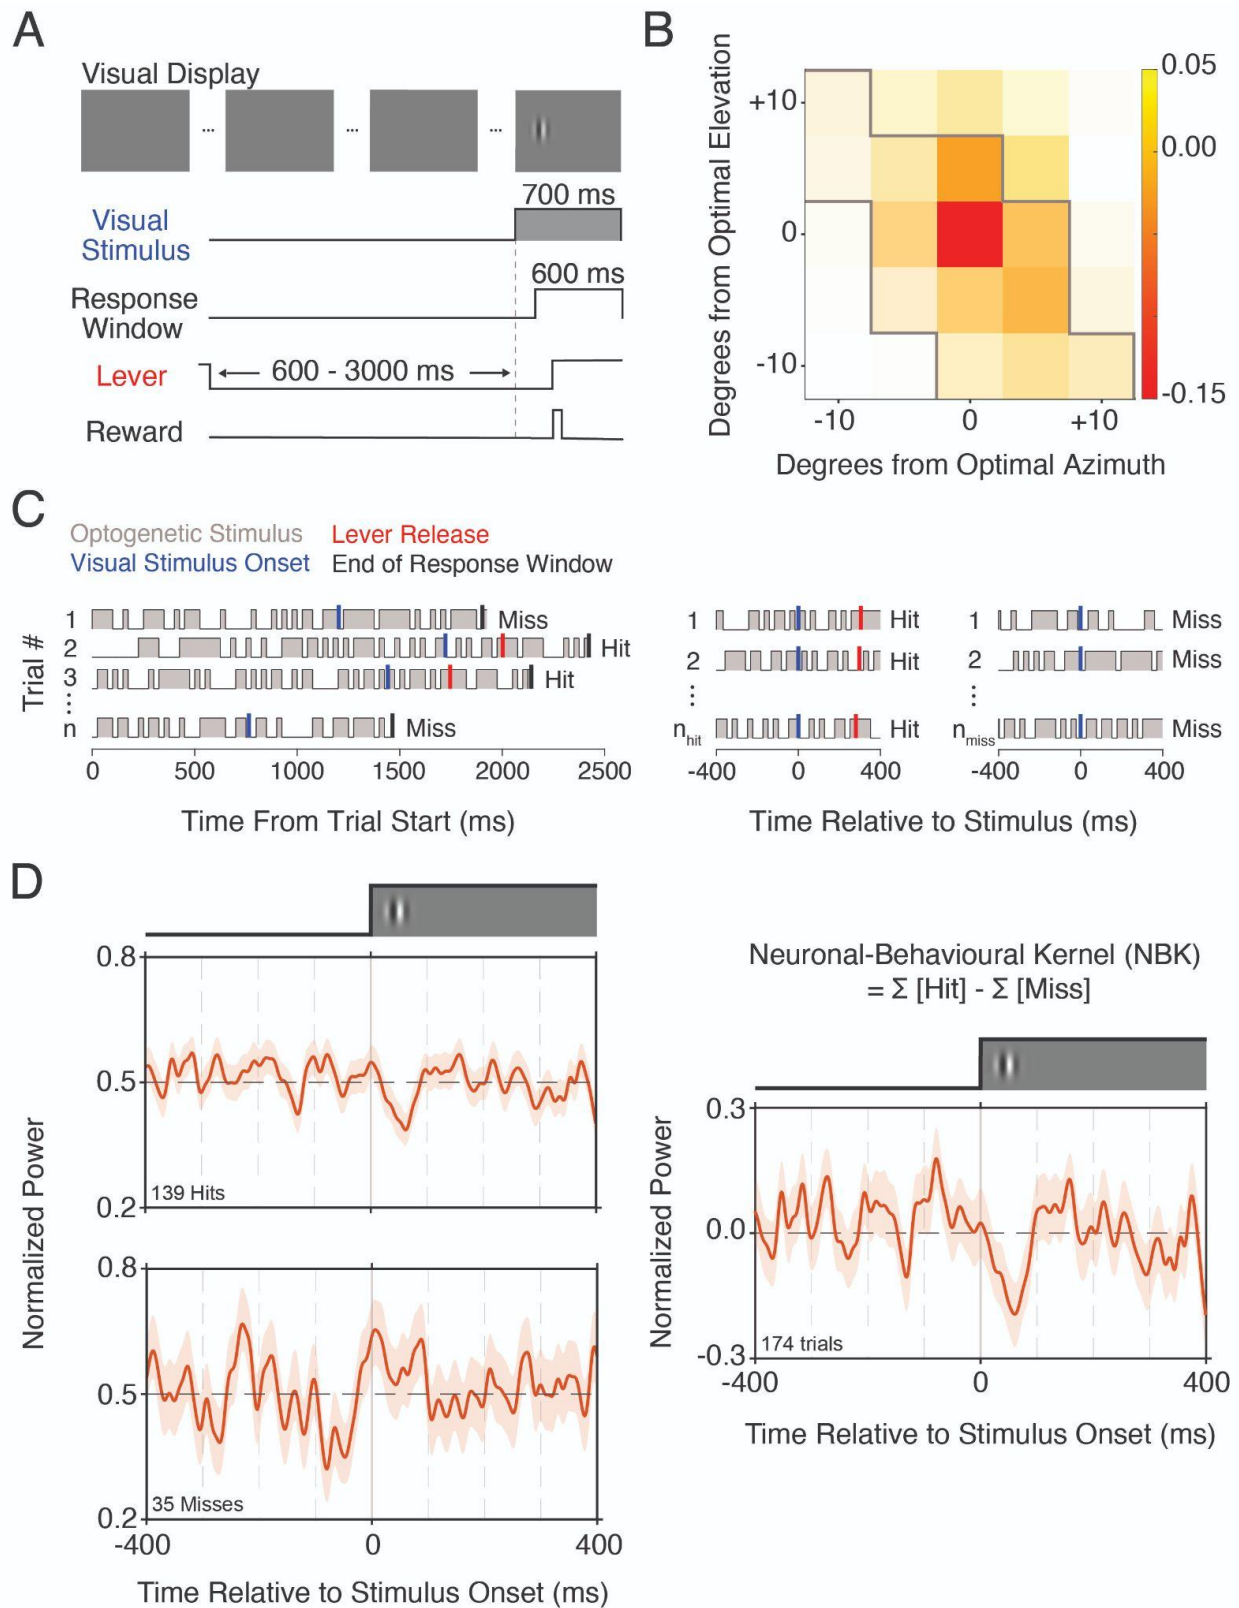 A
Visual Display
... ... ...
700 ms
Visual
Stimulus
600 ms
Response
Window
Lever
600 - 3000 ms
Reward
B
Degrees from Optimal Elevation
+10
0
-10
-10 0 +10
Degrees from Optimal Azimuth
0.05
0.00
-0.15
C
Optogenetic Stimulus Lever Release
Visual Stimulus Onset End of Response Window
Trial #
1 Miss
2 Hit
3 Hit
n Miss
0 500 1000 1500 2000 2500
Time From Trial Start (ms)
1 Hit
2 Hit
nhit Hit
-400 0 400
1 Miss
2 Miss
nmiss Miss
-400 0 400
Time Relative to Stimulus (ms)
D
Normalized Power
0.8
0.5
0.2
139 Hits
0.8
0.5
0.2
35 Misses
-400 0 400
Time Relative to Stimulus Onset (ms)
Neuronal-Behavioural Kernel (NBK)
= Σ [Hit] - Σ [Miss]
Normalized Power
0.3
0.0
-0.3
174 trials
-400 0 400
Time Relative to Stimulus Onset (ms)